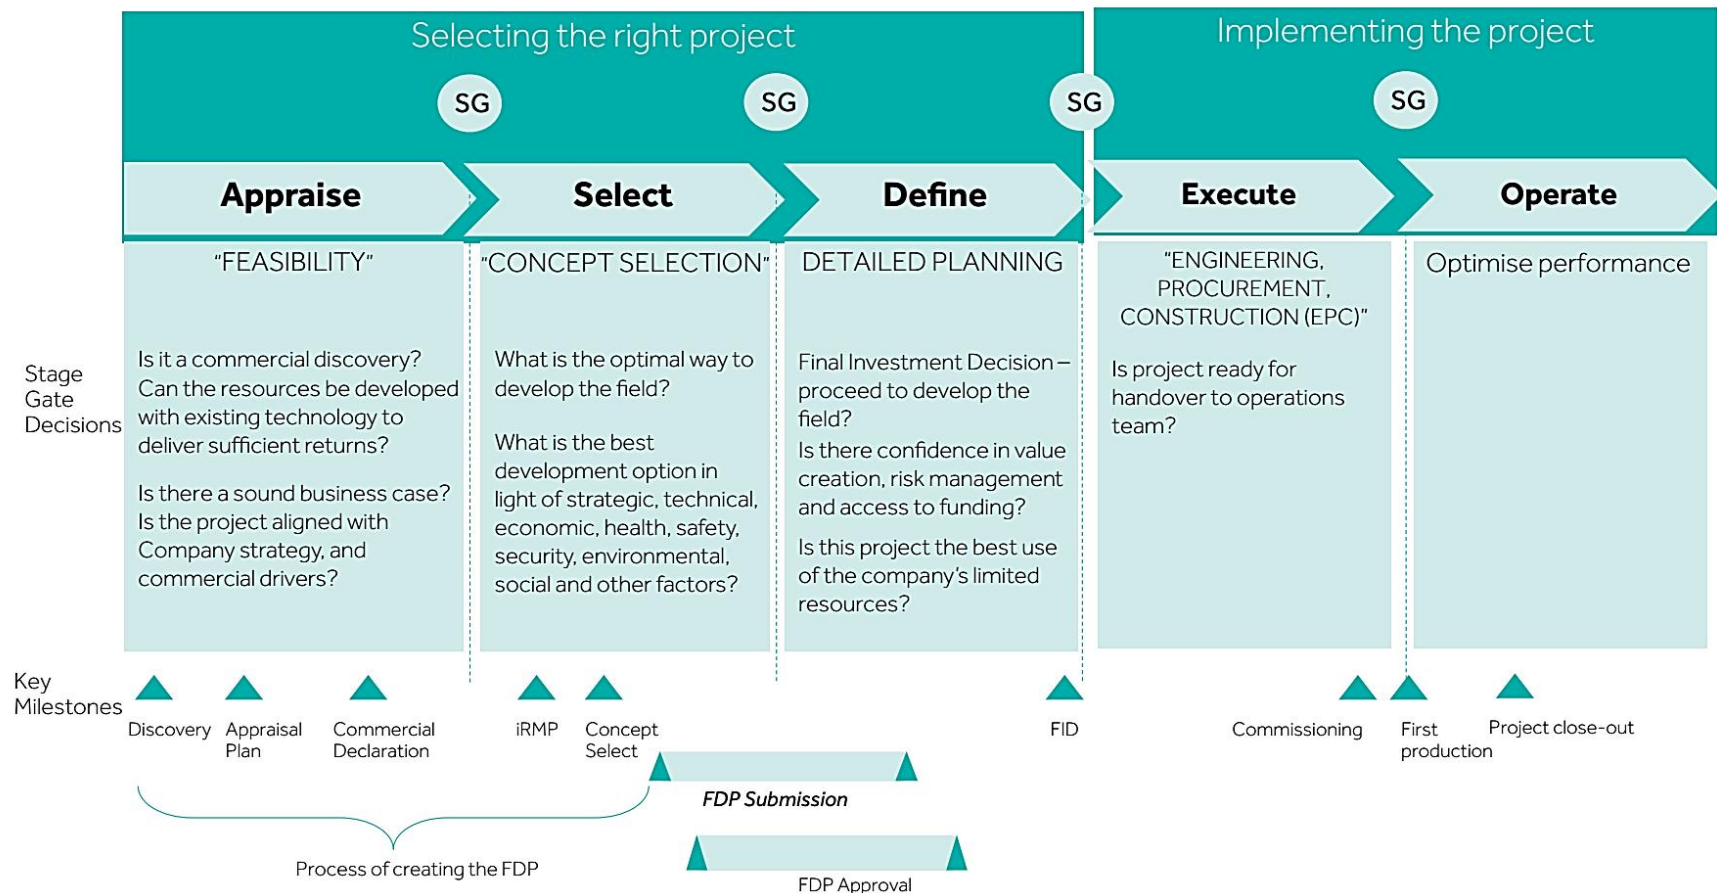 Selecting the right project
Implementing the project
SG
SG
SG
SG
Appraise
Select
Define
Execute
Operate
Stage
Gate
Decisions
"FEASIBILITY"
Is it a commercial discovery?
Can the resources be developed
with existing technology to
deliver sufficient returns?
Is there a sound business case?
Is the project aligned with
Company strategy, and
commercial drivers?
"CONCEPT SELECTION"
What is the optimal way to
develop the field?
What is the best
development option in
light of strategic, technical,
economic, health, safety,
security, environmental,
social and other factors?
DETAILED PLANNING
Final Investment Decision –
proceed to develop the
field?
Is there confidence in value
creation, risk management
and access to funding?
Is this project the best use
of the company's limited
resources?
"ENGINEERING,
PROCUREMENT,
CONSTRUCTION (EPC)"
Is project ready for
handover to operations
team?
Optimise performance
Key
Milestones
Discovery
Appraisal
Plan
Commercial
Declaration
iRMP
Concept
Select
FID
Commissioning
First
production
Project close-out
FDP Submission
Process of creating the FDP
FDP Approval